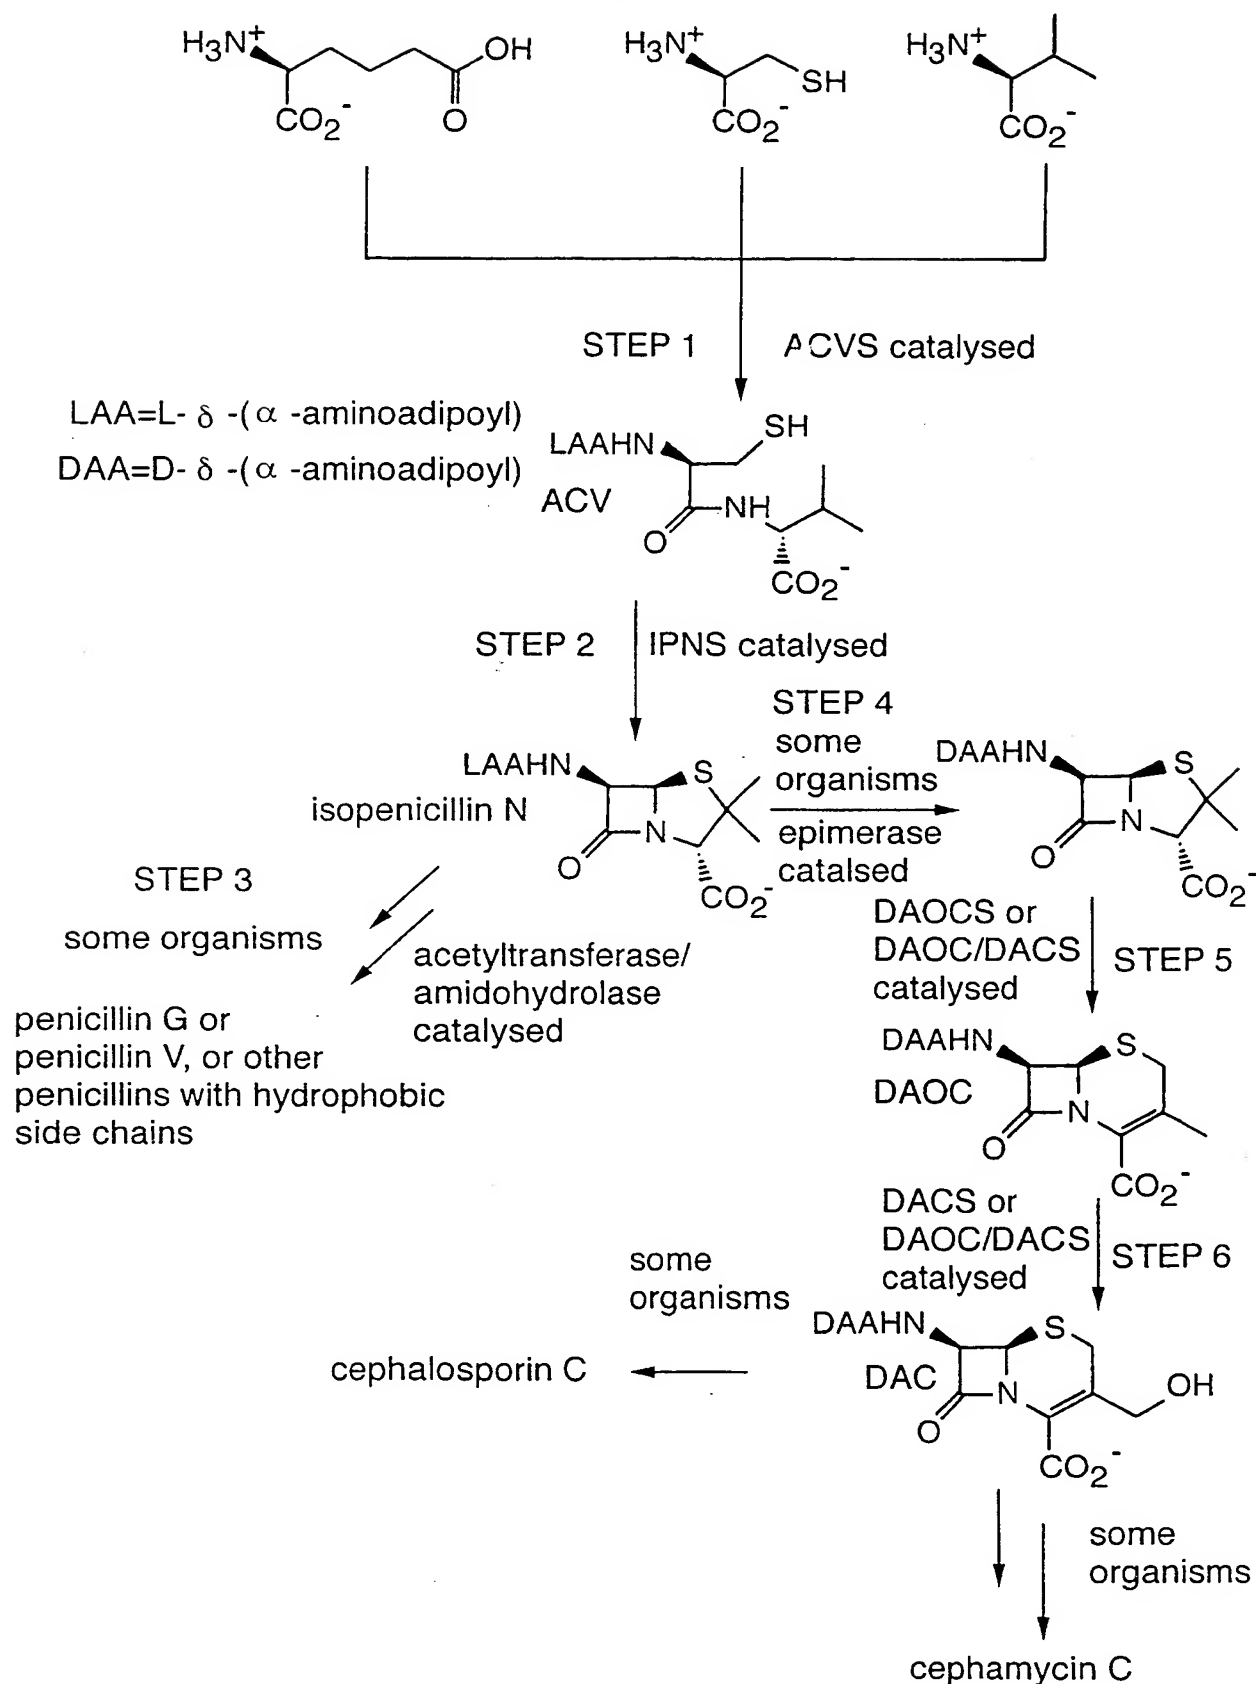 H3N+ OH
CO2- O
H3N+ SH
CO2-
H3N+
CO2-
STEP 1 ACVS catalysed
LAA=L- δ -(α -aminoadipoyl)
DAA=D- δ -(α -aminoadipoyl)
LAAHN SH
ACV
NH
O
CO2-
STEP 2 IPNS catalysed
STEP 4
some
organisms
epimerase
catalsed
LAAHN S
isopenicillin N
N
O
CO2-
DAAHN S
N
O
CO2-
STEP 3
some organisms
acetyltransferase/
amidohydrolase
catalysed
penicillin G or
penicillin V, or other
penicillins with hydrophobic
side chains
DAOCS or
DAOC/DACS
catalysed
STEP 5
DAAHN S
DAOC
N
O
CO2-
DACS or
DAOC/DACS
catalysed
STEP 6
some
organisms
cephalosporin C
DAAHN S
DAC
N
OH
O
CO2-
some
organisms
cephamycin C